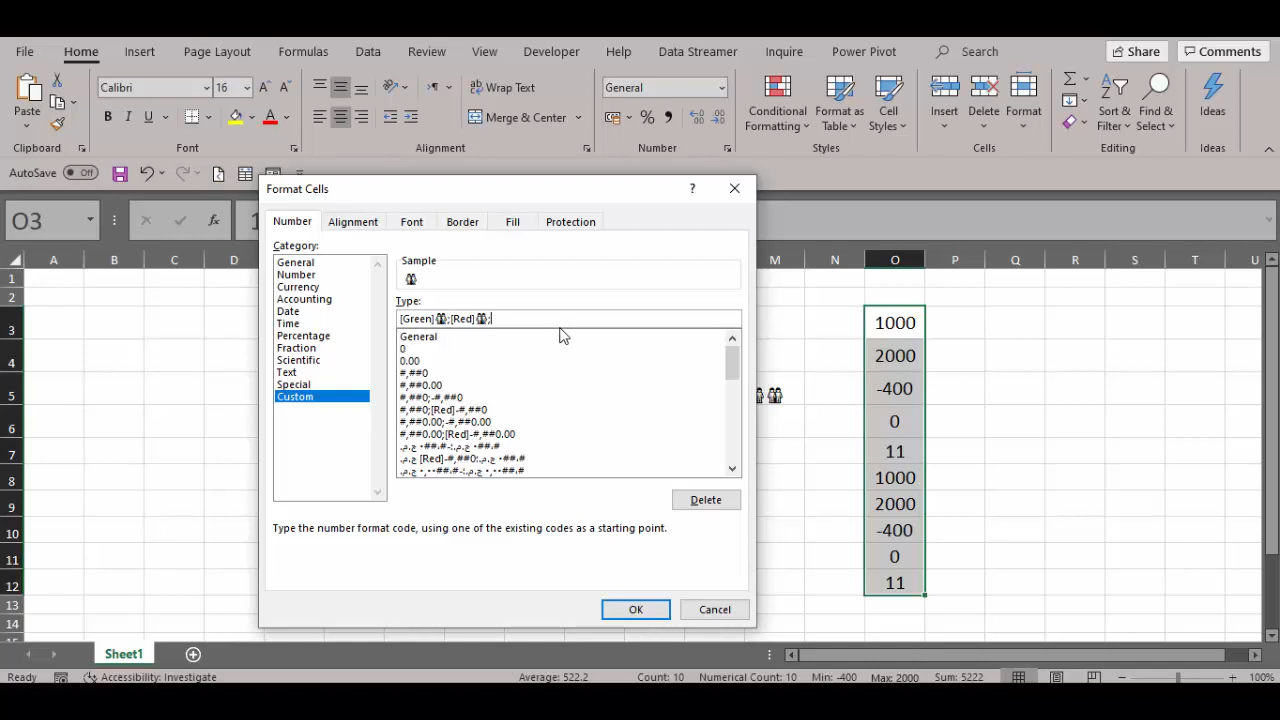 File Home Insert Page Layout Formulas Data Review View Developer Help Data Streamer Inquire Power Pivot Search Share Comments
Paste Calibri 16 Wrap Text General Conditional Formatting Format as Table Cell Styles Insert Delete Format Sort & Filter Find & Select Ideas
B I U A Merge & Center % ,
Clipboard Font Alignment Number Styles Cells Editing Ideas
AutoSave Off
Format Cells ?
O3 fx 1
Number Alignment Font Border Fill Protection
Category:
General
Number
Currency
Accounting
Date
Time
Percentage
Fraction
Scientific
Text
Special
Custom
Sample
Type:
[Green];[Red];
General
0
0.00
#,##0
#,##0.00
#,##0;-#,##0
#,##0;[Red]-#,##0
#,##0.00;-#,##0.00
#,##0.00;[Red]-#,##0.00
Delete
Type the number format code, using one of the existing codes as a starting point.
OK Cancel
A B C D M N O P Q R S T U
1
2
3 1000
4 2000
5 -400
6 0
7 11
8 1000
9 2000
10 -400
11 0
12 11
13
14
Sheet1
Ready Accessibility: Investigate Average: 522.2 Count: 10 Numerical Count: 10 Min: -400 Max: 2000 Sum: 5222 100%